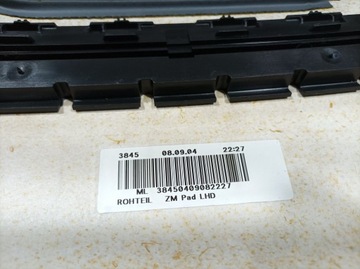 3845 08.09.04 22:27
ML 38450409082227
ROHTEIL ZM Pad LHD